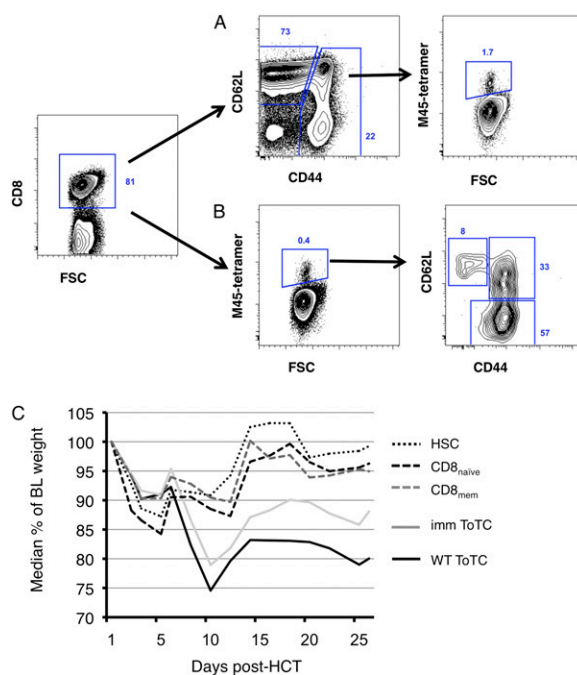 A
73
CD62L
22
CD44
M45-tetramer
1.7
FSC
CD8
81
FSC
B
M45-tetramer
0.4
FSC
CD62L
8
33
57
CD44
C
Median % of BL weight
105
100
95
90
85
80
75
70
1
5
10
15
20
25
Days post-HCT
HSC
CD8naïve
CD8mem
imm ToTC
WT ToTC